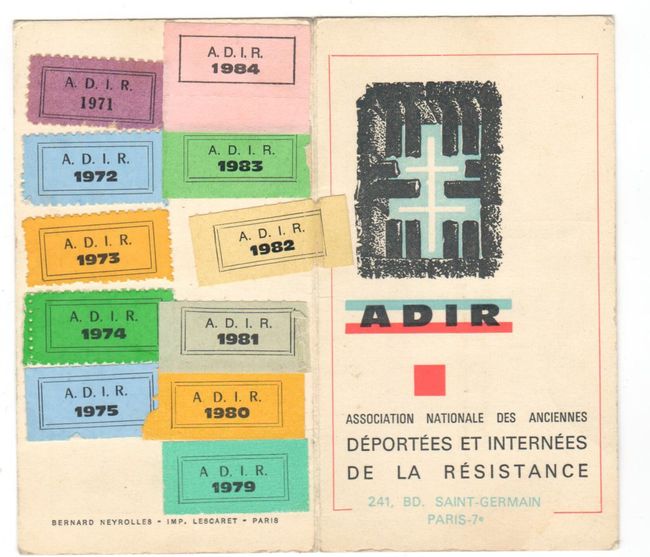 A. D. I. R.
1971
A. D. I. R.
1972
A. D. I. R.
1973
A. D. I. R.
1974
A. D. I. R.
1975
A. D. I. R.
1984
A. D. I. R.
1983
A. D. I. R.
1982
A. D. I. R.
1981
A. D. I. R.
1980
A D I R
1979
BERNARD NEYROLLES - IMP. LESCARET - PARIS
ADIR
ASSOCIATION NATIONALE DES ANCIENNES
DÉPORTÉES ET INTERNÉES
DE LA RÉSISTANCE
241, BD. SAINT-GERMAIN
PARIS-7e